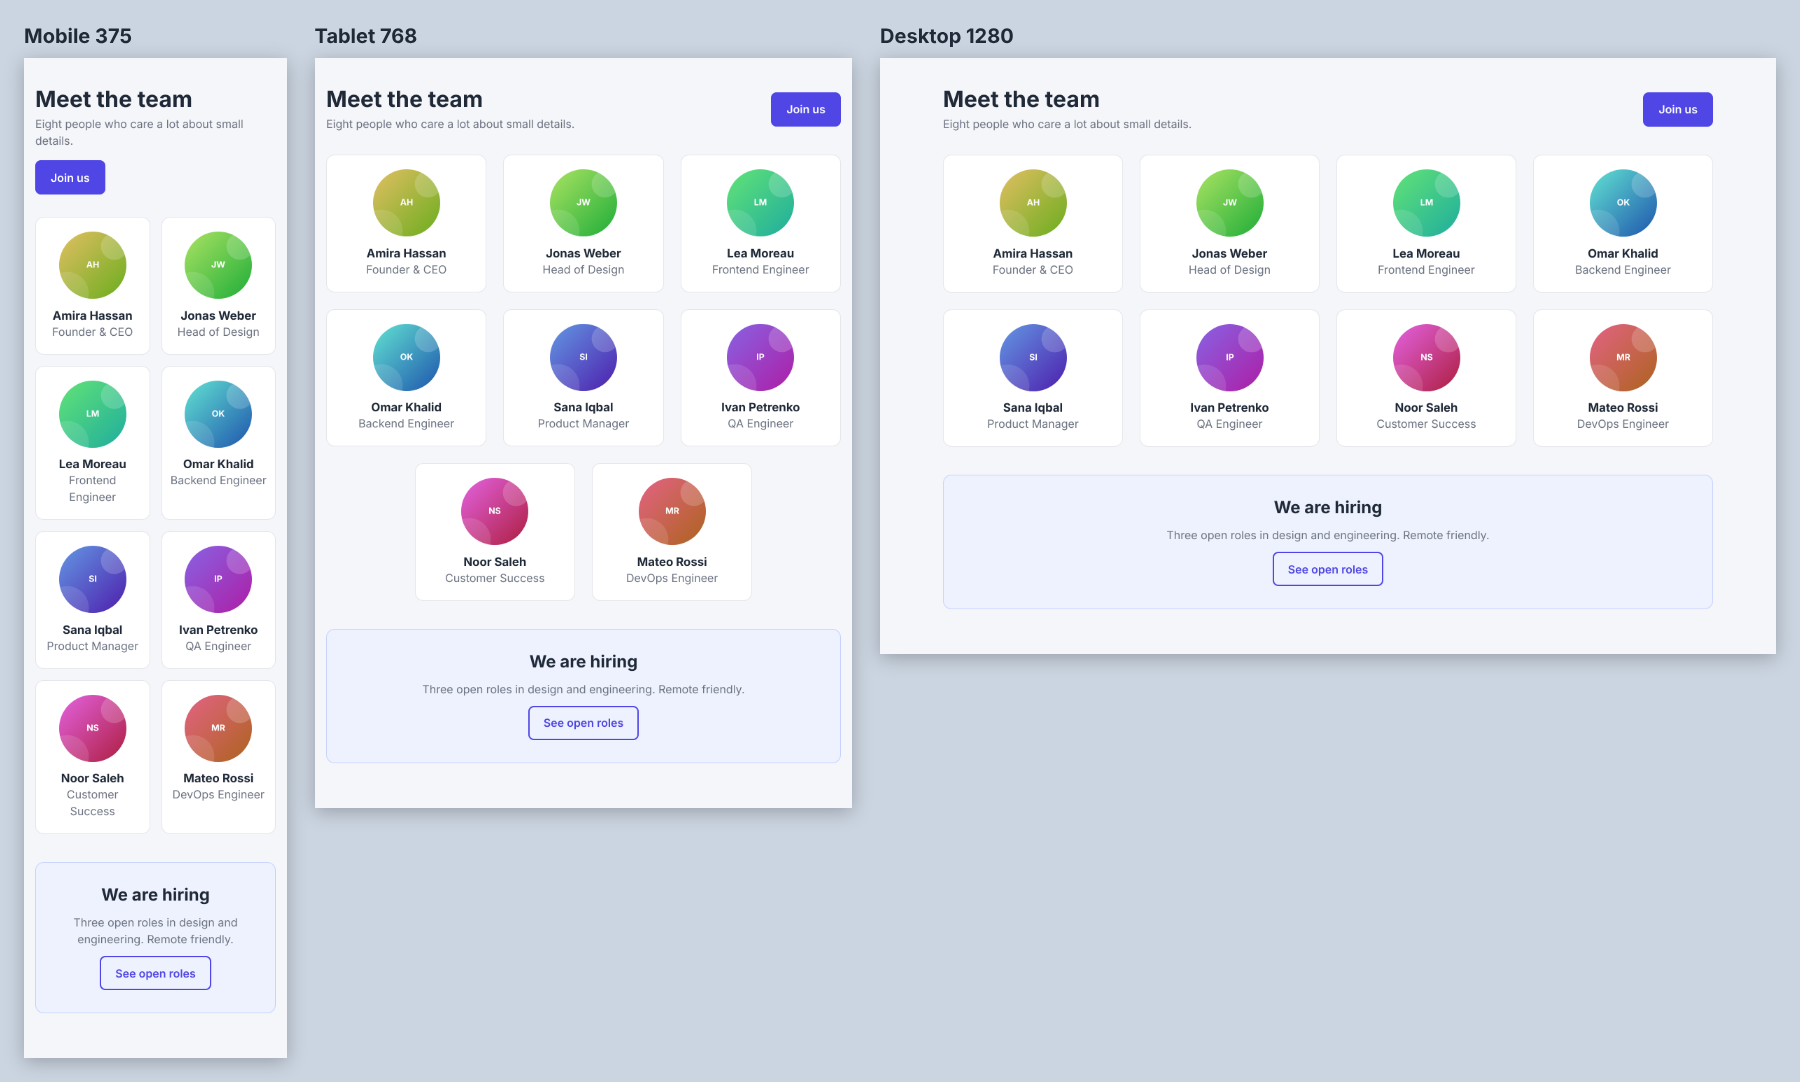 Mobile 375
Meet the team
Eight people who care a lot about small
details.
Join us
AH
Amira Hassan
Founder & CEO
JW
Jonas Weber
Head of Design
LM
Lea Moreau
Frontend
Engineer
OK
Omar Khalid
Backend Engineer
SI
Sana Iqbal
Product Manager
IP
Ivan Petrenko
QA Engineer
NS
Noor Saleh
Customer
Success
MR
Mateo Rossi
DevOps Engineer
We are hiring
Three open roles in design and
engineering. Remote friendly.
See open roles
Tablet 768
Meet the team
Eight people who care a lot about small details.
Join us
AH
Amira Hassan
Founder & CEO
JW
Jonas Weber
Head of Design
LM
Lea Moreau
Frontend Engineer
OK
Omar Khalid
Backend Engineer
SI
Sana Iqbal
Product Manager
IP
Ivan Petrenko
QA Engineer
NS
Noor Saleh
Customer Success
MR
Mateo Rossi
DevOps Engineer
We are hiring
Three open roles in design and engineering. Remote friendly.
See open roles
Desktop 1280
Meet the team
Eight people who care a lot about small details.
Join us
AH
Amira Hassan
Founder & CEO
JW
Jonas Weber
Head of Design
LM
Lea Moreau
Frontend Engineer
OK
Omar Khalid
Backend Engineer
SI
Sana Iqbal
Product Manager
IP
Ivan Petrenko
QA Engineer
NS
Noor Saleh
Customer Success
MR
Mateo Rossi
DevOps Engineer
We are hiring
Three open roles in design and engineering. Remote friendly.
See open roles